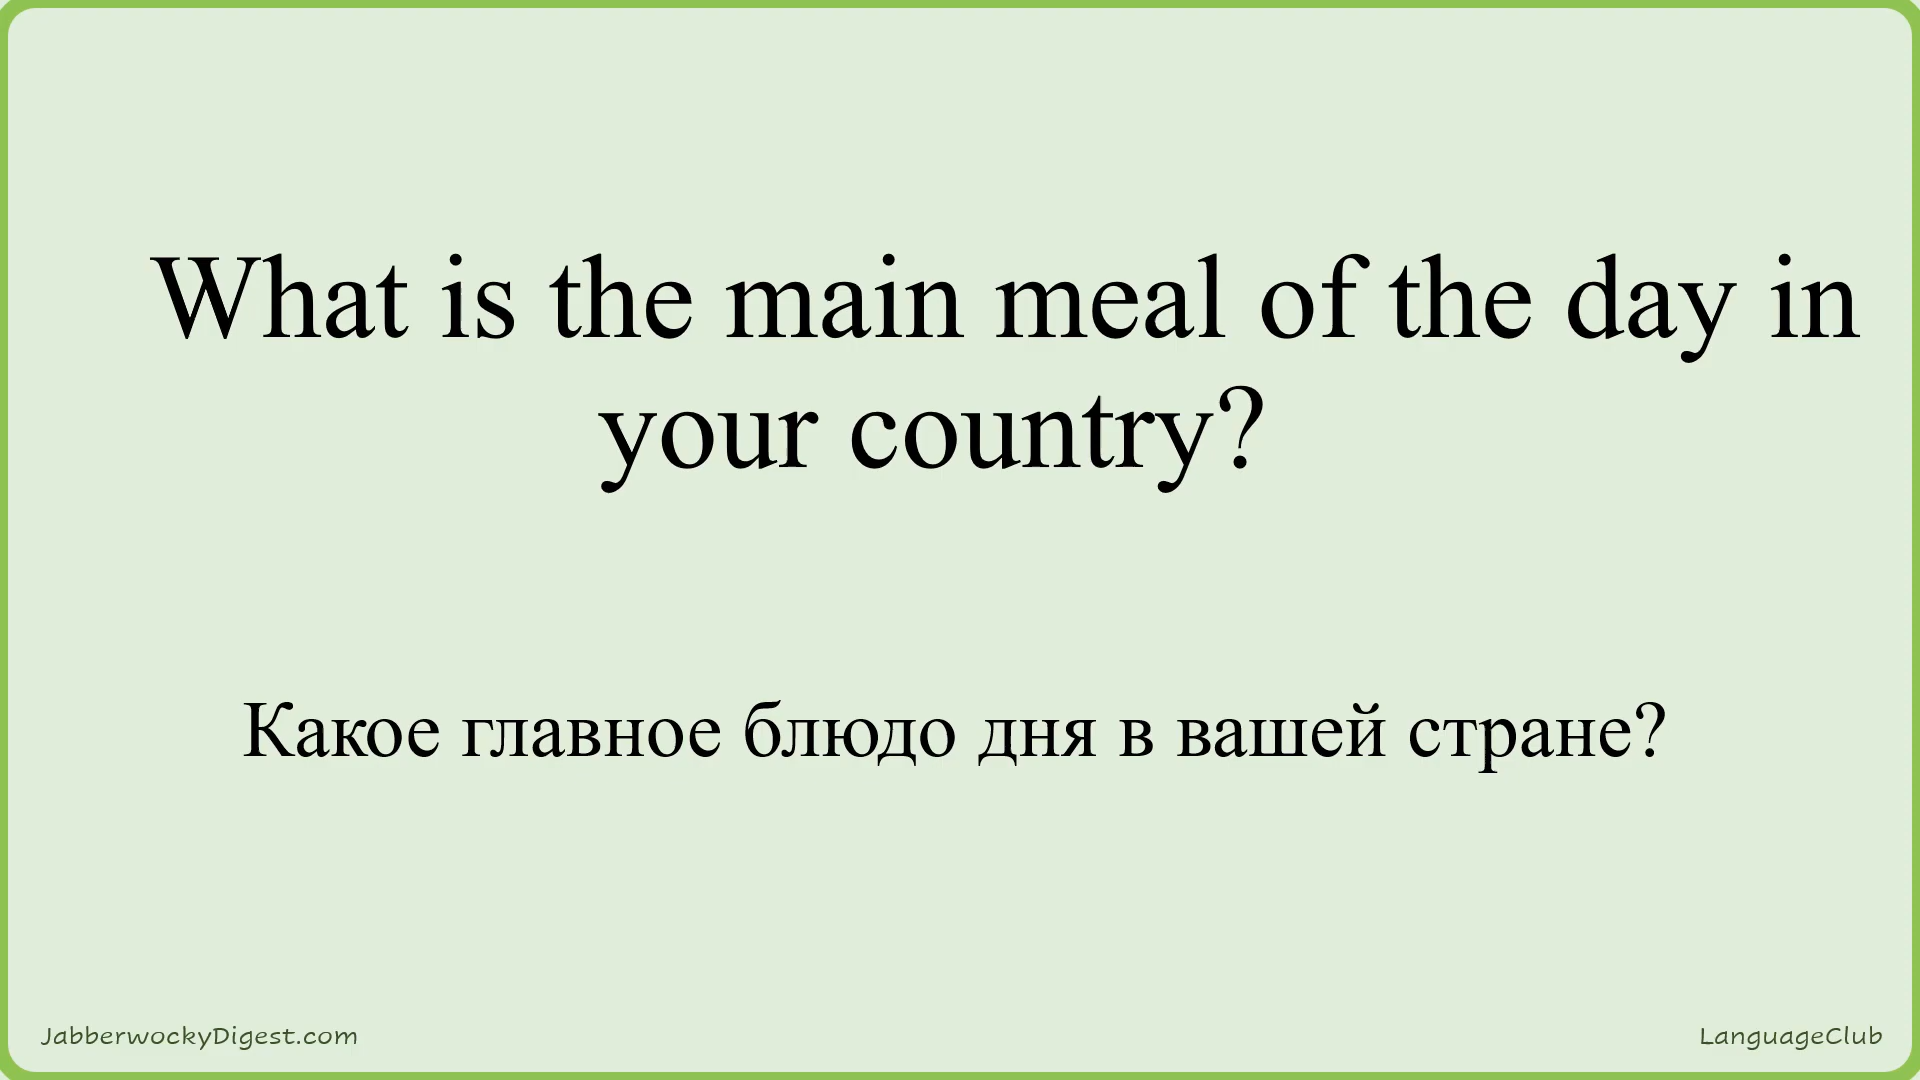 What is the main meal of the day in
your country?
Какое главное блюдо дня в вашей стране?
JabberwockyDigest.com
LanguageClub